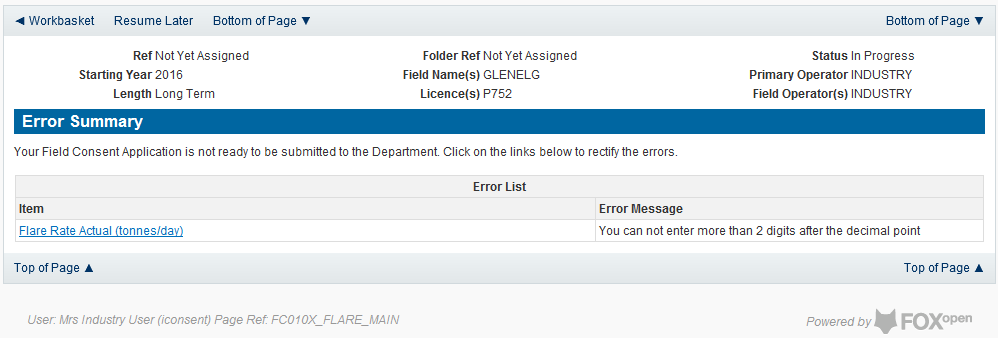 ◄ Workbasket Resume Later Bottom of Page ▼ Bottom of Page ▼
Ref Not Yet Assigned Folder Ref Not Yet Assigned Status In Progress
Starting Year 2016 Field Name(s) GLENELG Primary Operator INDUSTRY
Length Long Term Licence(s) P752 Field Operator(s) INDUSTRY
Error Summary
Your Field Consent Application is not ready to be submitted to the Department. Click on the links below to rectify the errors.
Error List
Item Error Message
Flare Rate Actual (tonnes/day) You can not enter more than 2 digits after the decimal point
Top of Page ▲ Top of Page ▲
User: Mrs Industry User (iconsent) Page Ref: FC010X_FLARE_MAIN Powered by FOXopen